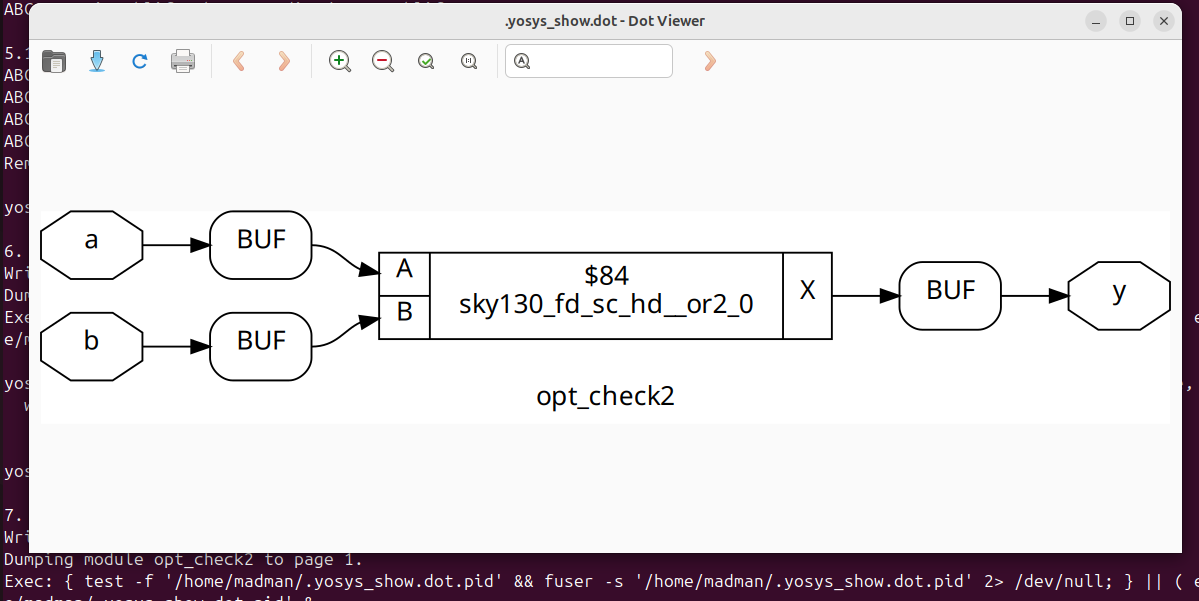 ABC
.yosys_show.dot - Dot Viewer
5.1
ABC
ABC
ABC
ABC
Rem
yos
6.
Wri
Dum
Exe
e/m
yos
w
yos
7.
Wri
a
BUF
b
BUF
A
B
$84
sky130_fd_sc_hd__or2_0
X
BUF
y
opt_check2
Dumping module opt_check2 to page 1.
Exec: { test -f '/home/madman/.yosys_show.dot.pid' && fuser -s '/home/madman/.yosys_show.dot.pid' 2> /dev/null; } || ( e